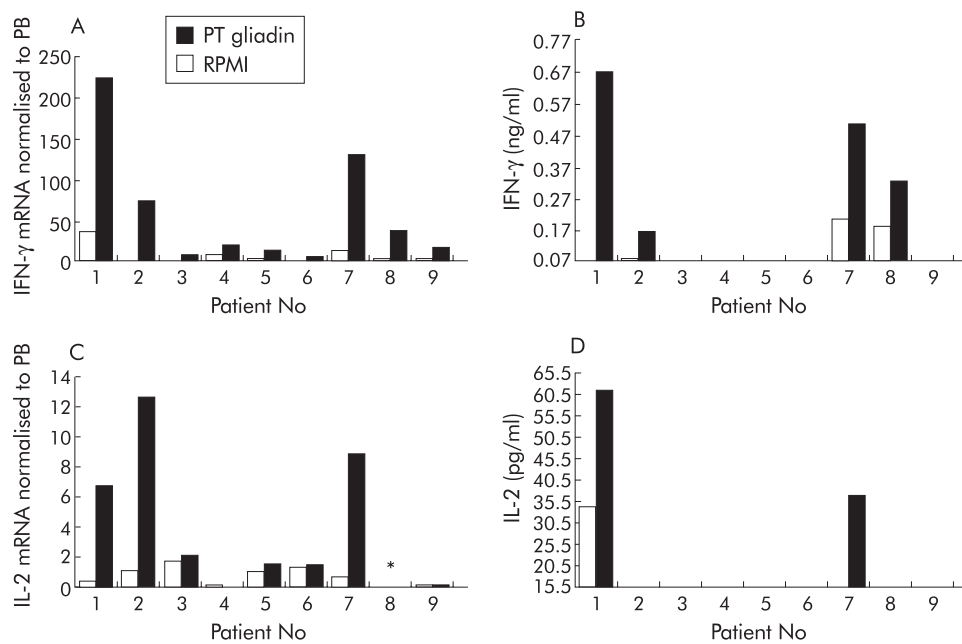 A
PT gliadin
RPMI
IFN-γ mRNA normalised to PB
250
200
150
100
50
0
1 2 3 4 5 6 7 8 9
Patient No
B
IFN-γ (ng/ml)
0.77
0.67
0.57
0.47
0.37
0.27
0.17
0.07
1 2 3 4 5 6 7 8 9
Patient No
C
IL-2 mRNA normalised to PB
14
12
10
8
6
4
2
0
*
1 2 3 4 5 6 7 8 9
Patient No
D
IL-2 (pg/ml)
65.5
60.5
55.5
50.5
45.5
40.5
35.5
30.5
25.5
20.5
15.5
1 2 3 4 5 6 7 8 9
Patient No